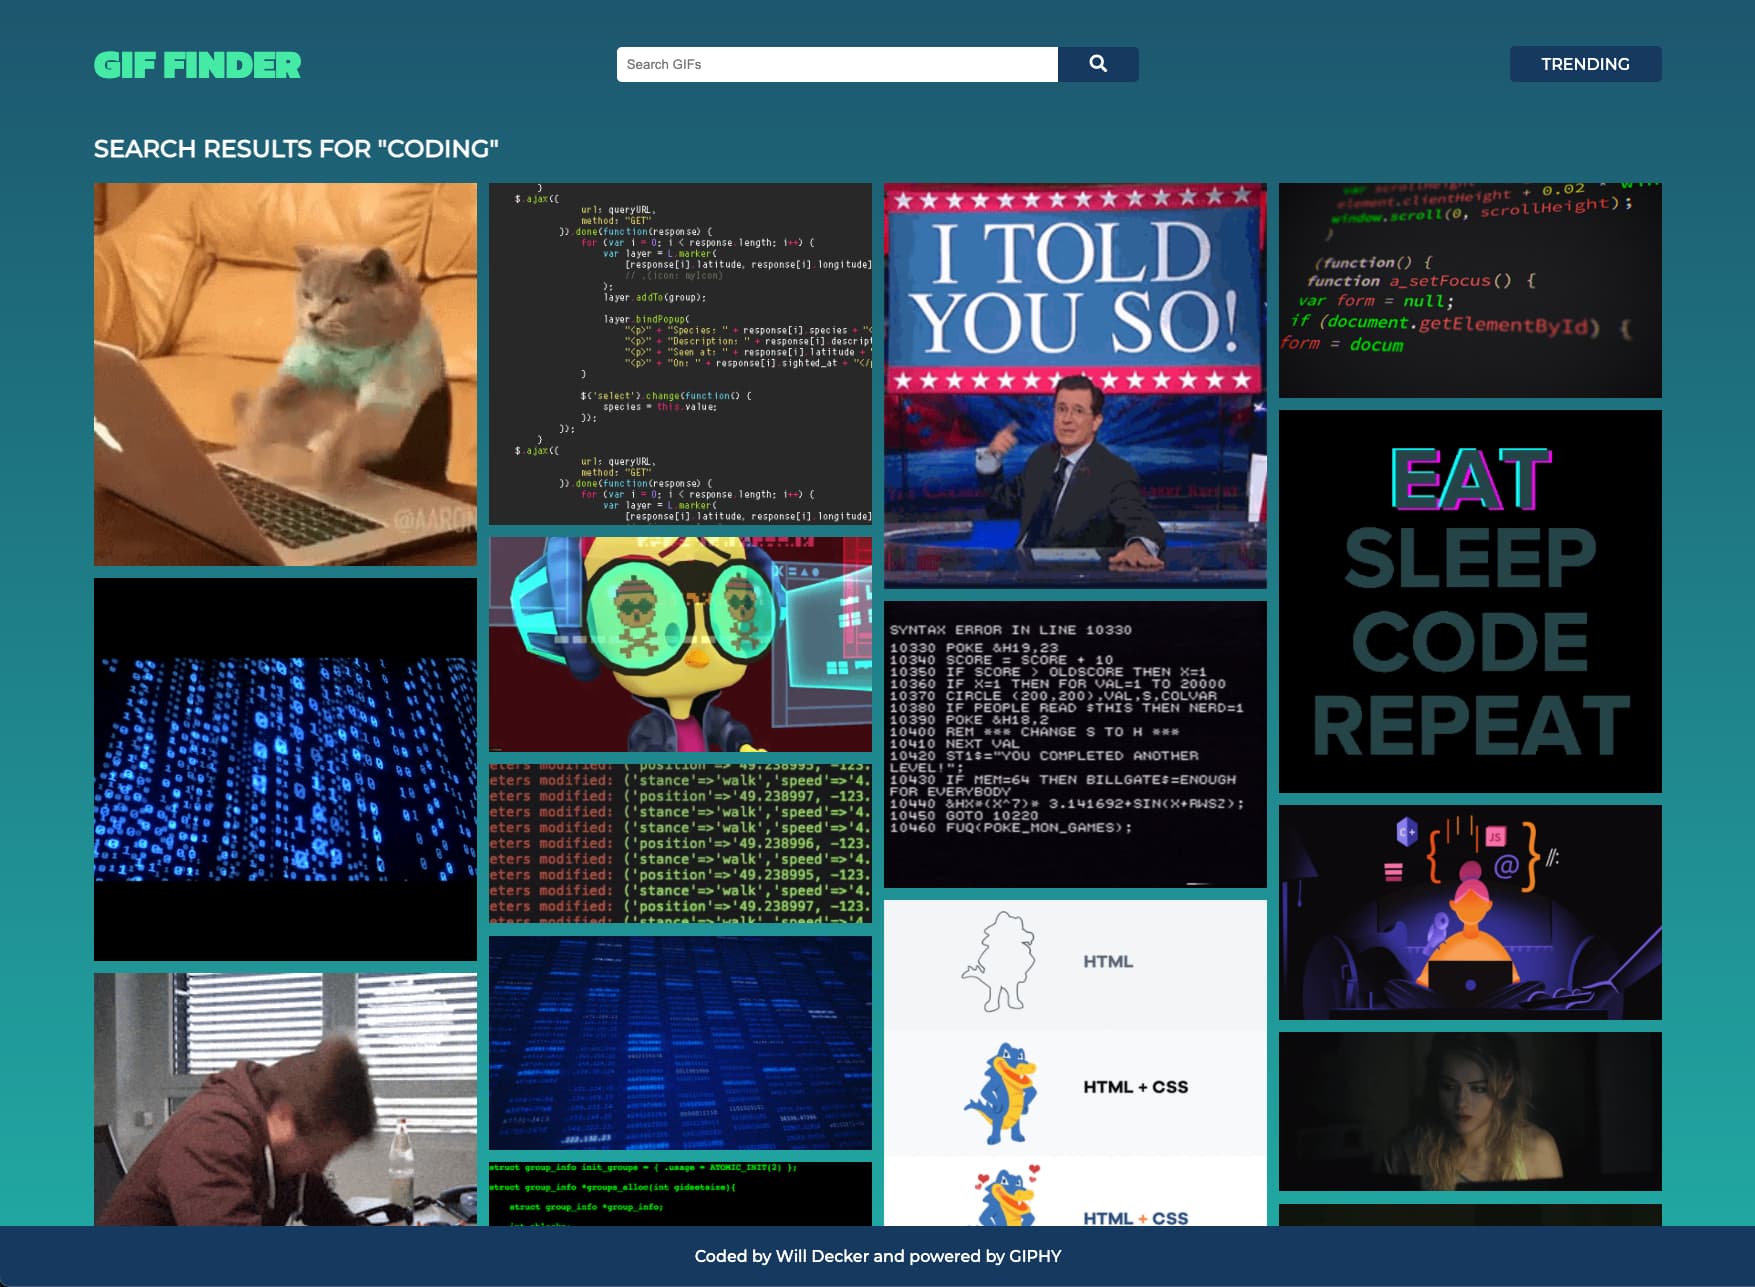 GIF FINDER
Search GIFs
TRENDING
SEARCH RESULTS FOR "CODING"
@AARON
}
$.ajax({
url: queryURL,
method: "GET"
}).done(function(response) {
for (var i = 0; i < response.length; i++) {
var layer = L.marker(
[response[i].latitude, response[i].longitude]
// ,{icon: myIcon}
);
layer.addTo(group);
layer.bindPopup(
"<p>" + "Species: " + response[i].species + "<
"<p>" + "Description: " + response[i].descript
"<p>" + "Seen at: " + response[i].latitude +
"<p>" + "On: " + response[i].sighted_at + "</p
}
$('select').change(function() {
species = this.value;
});
});
}
$.ajax({
url: queryURL,
method: "GET"
}).done(function(response) {
for (var i = 0; i < response.length; i++) {
var layer = L.marker(
[response[i].latitude, response[i].longitude]
I TOLD
YOU SO!
var scrollHeight
element.clientHeight + 0.02 *
window.scroll(0, scrollHeight);
)
(function() {
function a_setFocus() {
var form = null;
if (document.getElementById) {
form = docum
EAT
SLEEP
CODE
REPEAT
SYNTAX ERROR IN LINE 10330
10330 POKE &H19,23
10340 SCORE = SCORE + 10
10350 IF SCORE > OLDSCORE THEN X=1
10360 IF X=1 THEN FOR VAL=1 TO 20000
10370 CIRCLE (200,200),VAL,S,COLVAR
10380 IF PEOPLE READ $THIS THEN NERD=1
10390 POKE &H18,2
10400 REM *** CHANGE S TO H ***
10410 NEXT VAL
10420 ST1$="YOU COMPLETED ANOTHER
LEVEL!";
10430 IF MEM=64 THEN BILLGATE$=ENOUGH
FOR EVERYBODY
10440 &HX*(X^7)* 3.141692+SIN(X+RWSZ);
10450 GOTO 10220
10460 FUQ(POKE_MON_GAMES);
eters modified: ('position'=>'49.238995, -123.
eters modified: ('stance'=>'walk','speed'=>'4.
eters modified: ('position'=>'49.238997, -123.
eters modified: ('stance'=>'walk','speed'=>'4.
eters modified: ('stance'=>'walk','speed'=>'4.
eters modified: ('position'=>'49.238996, -123.
eters modified: ('stance'=>'walk','speed'=>'4.
eters modified: ('position'=>'49.238995, -123.
eters modified: ('stance'=>'walk','speed'=>'4.
eters modified: ('position'=>'49.238997, -123.
eters modified: ('stance'=>'walk','speed'=>'4.
C+
JS
{ }
@
//:
HTML
HTML + CSS
HTML + CSS
struct group_info init_groups = { .usage = ATOMIC_INIT(2) };
struct group_info *groups_alloc(int gidsetsize){
struct group_info *group_info;
Coded by Will Decker and powered by GIPHY